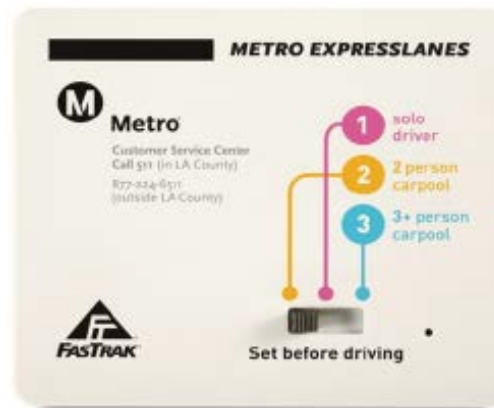 METRO EXPRESSLANES
M
Metro
Customer Service Center
Call 511 (in LA County)
877-224-6511
(outside LA County)
1 solo
driver
2 2 person
carpool
3 3+ person
carpool
FASTRAK
Set before driving